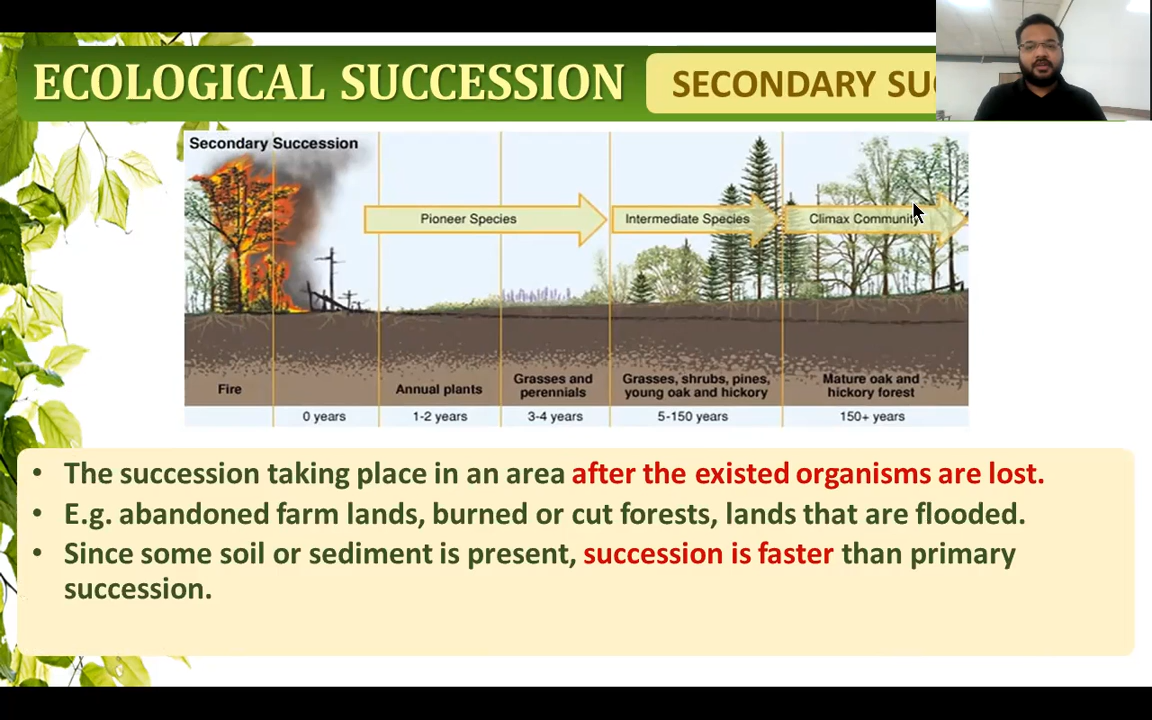 ECOLOGICAL SUCCESSION
SECONDARY SU
Secondary Succession
Pioneer Species
Intermediate Species
Climax Community
Fire
Annual plants
Grasses and
perennials
Grasses, shrubs, pines,
young oak and hickory
Mature oak and
hickory forest
0 years
1-2 years
3-4 years
5-150 years
150+ years
• The succession taking place in an area after the existed organisms are lost.
• E.g. abandoned farm lands, burned or cut forests, lands that are flooded.
• Since some soil or sediment is present, succession is faster than primary
succession.